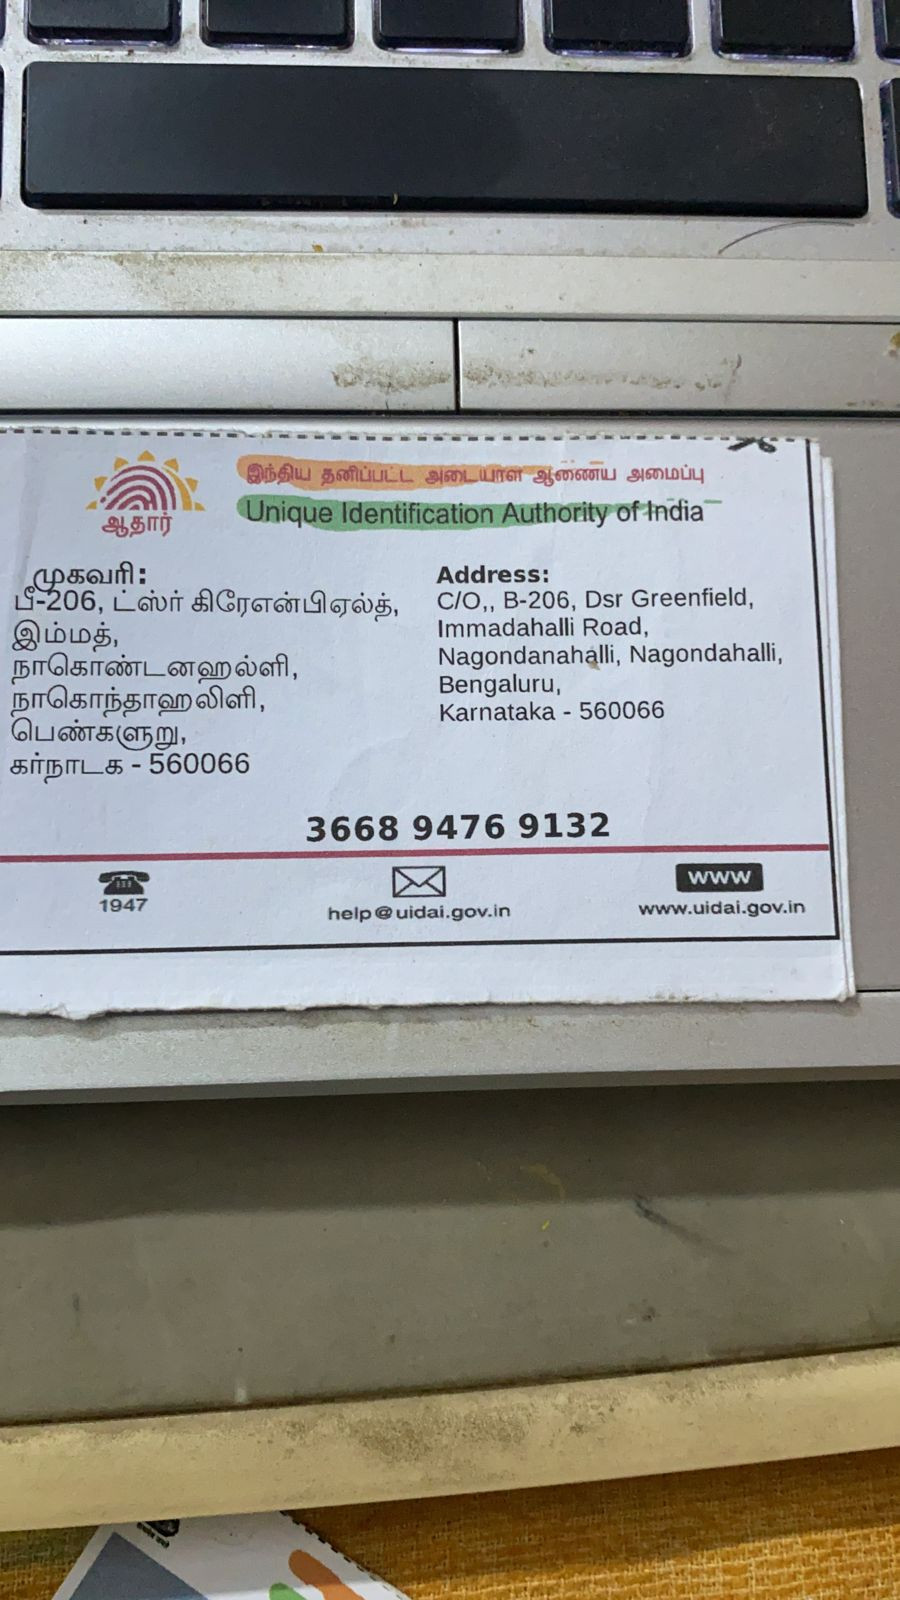 ஆதார்
இந்திய தனிப்பட்ட அடையாள ஆணைய அமைப்பு
Unique Identification Authority of India
முகவரி:
பீ-206, ட்ஸ்ர் கிரேஎன்பிஏல்த்,
இம்மத்,
நாகொண்டனஹல்ளி,
நாகொந்தாஹலிளி,
பெண்களுறு,
கர்நாடக - 560066
Address:
C/O,, B-206, Dsr Greenfield,
Immadahalli Road,
Nagondanahalli, Nagondahalli,
Bengaluru,
Karnataka - 560066
3668 9476 9132
1947
help@uidai.gov.in
WWW
www.uidai.gov.in